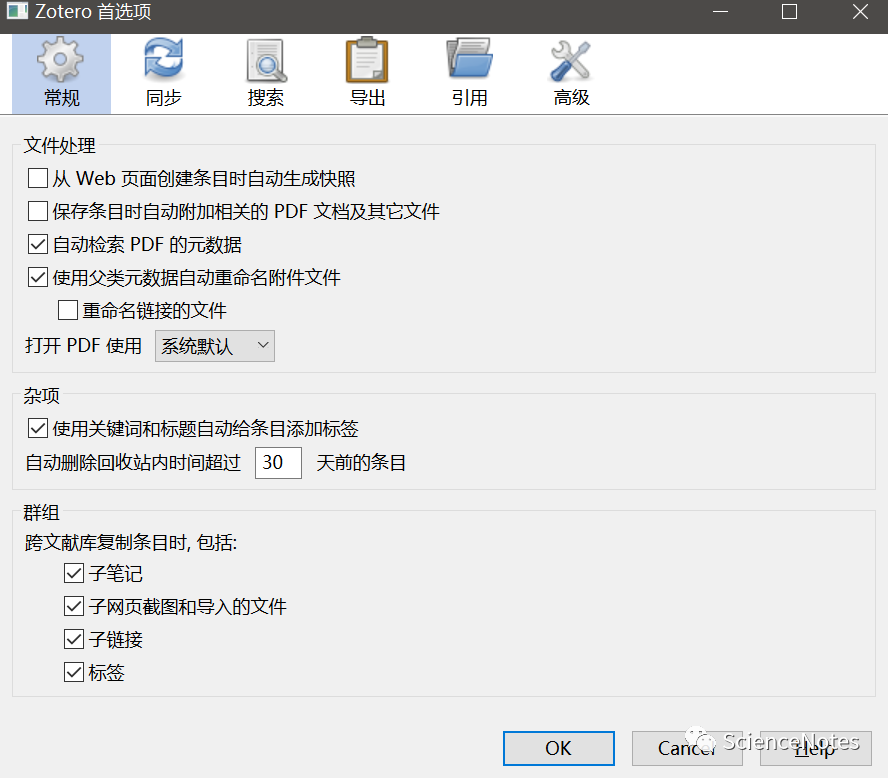 Zotero 首选项
常规 同步 搜索 导出 引用 高级
文件处理
从 Web 页面创建条目时自动生成快照
保存条目时自动附加相关的 PDF 文档及其它文件
自动检索 PDF 的元数据
使用父类元数据自动重命名附件文件
重命名链接的文件
打开 PDF 使用 系统默认
杂项
使用关键词和标题自动给条目添加标签
自动删除回收站内时间超过 30 天前的条目
群组
跨文献库复制条目时, 包括:
子笔记
子网页截图和导入的文件
子链接
标签
OK Cancel Help
ScienceNotes